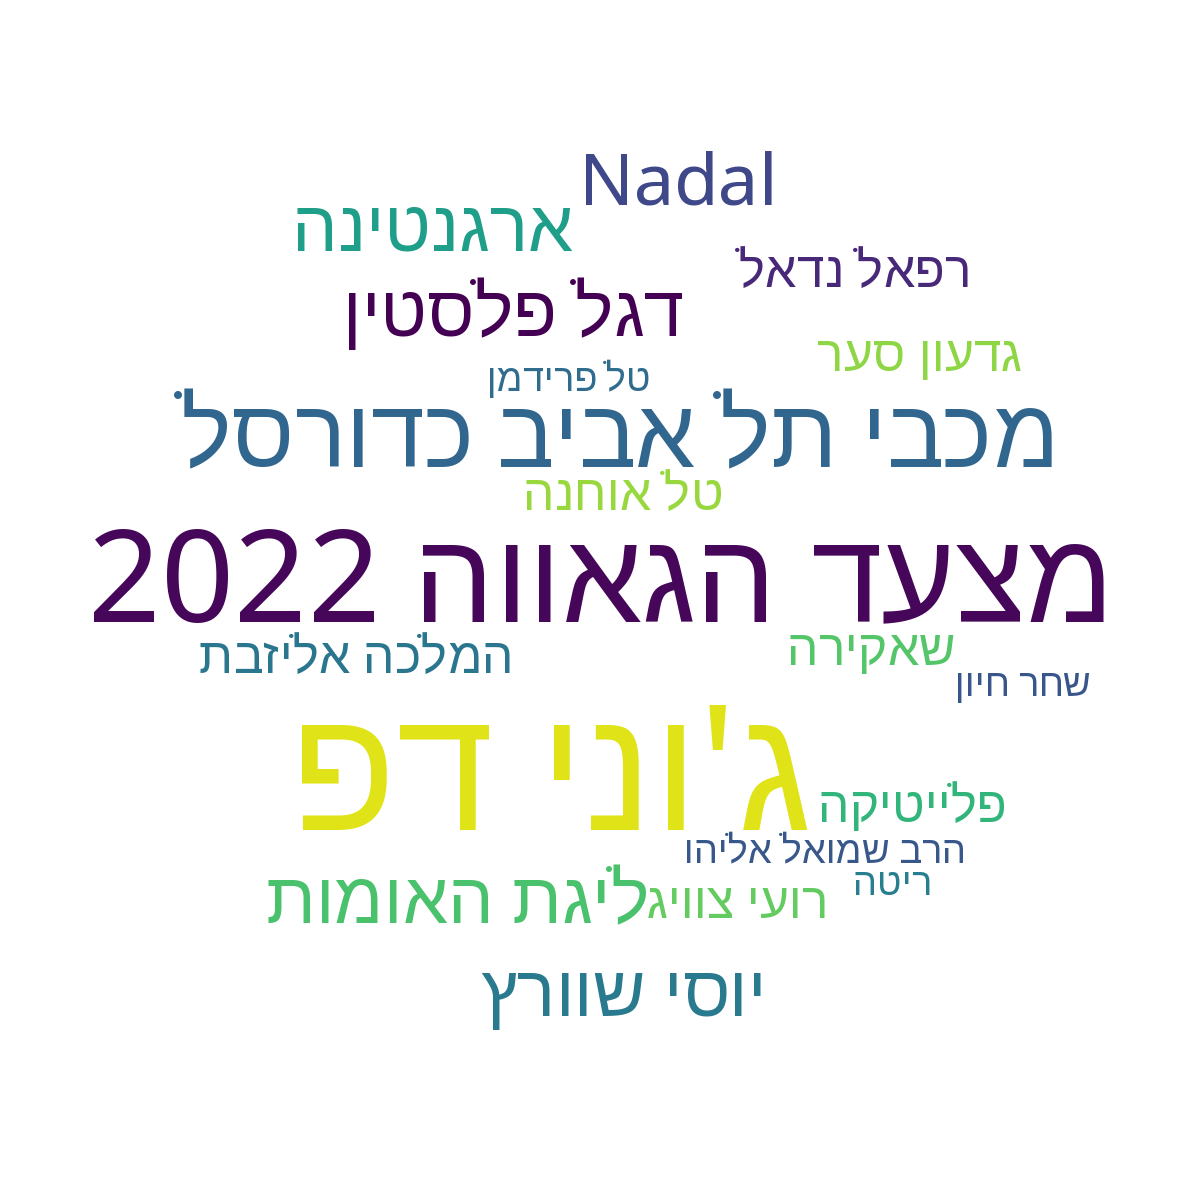 Nadal
ארגנטינה
רפאל נדאל
דגל פלסטין
גדעון סער
טל פרידמן
מכבי תל אביב כדורסל
טל אוחנה
מצעד הגאווה 2022
שאקירה
המלכה אליזבת
שחר חיון
ג'וני דפ
פלייטיקה
הרב שמואל אליהו
ריטה
ליגת האומות
רועי צוויג
יוסי שוורץ